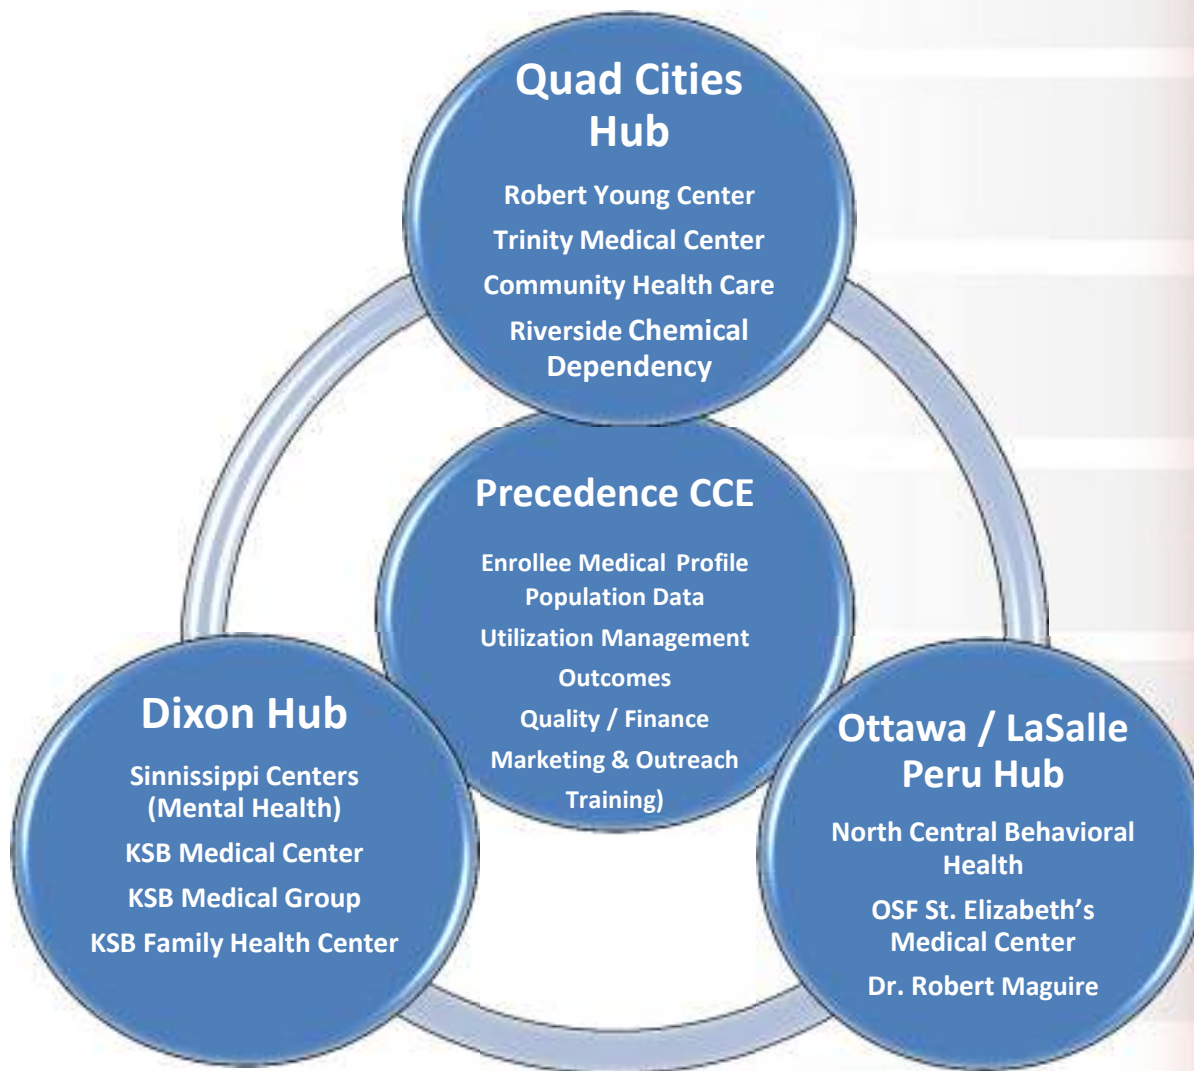 Quad Cities
Hub
Robert Young Center
Trinity Medical Center
Community Health Care
Riverside Chemical
Dependency
Precedence CCE
Enrollee Medical Profile
Population Data
Utilization Management
Outcomes
Quality / Finance
Marketing & Outreach
Training)
Dixon Hub
Sinnissippi Centers
(Mental Health)
KSB Medical Center
KSB Medical Group
KSB Family Health Center
Ottawa / LaSalle
Peru Hub
North Central Behavioral
Health
OSF St. Elizabeth’s
Medical Center
Dr. Robert Maguire